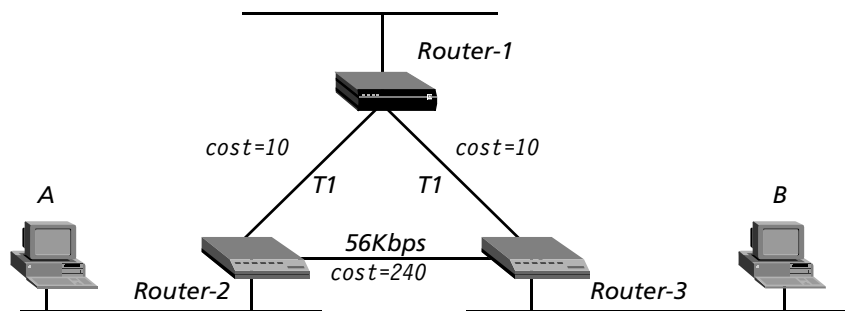 Router-1
cost=10
cost=10
T1
T1
A
B
56Kbps
cost=240
Router-2
Router-3